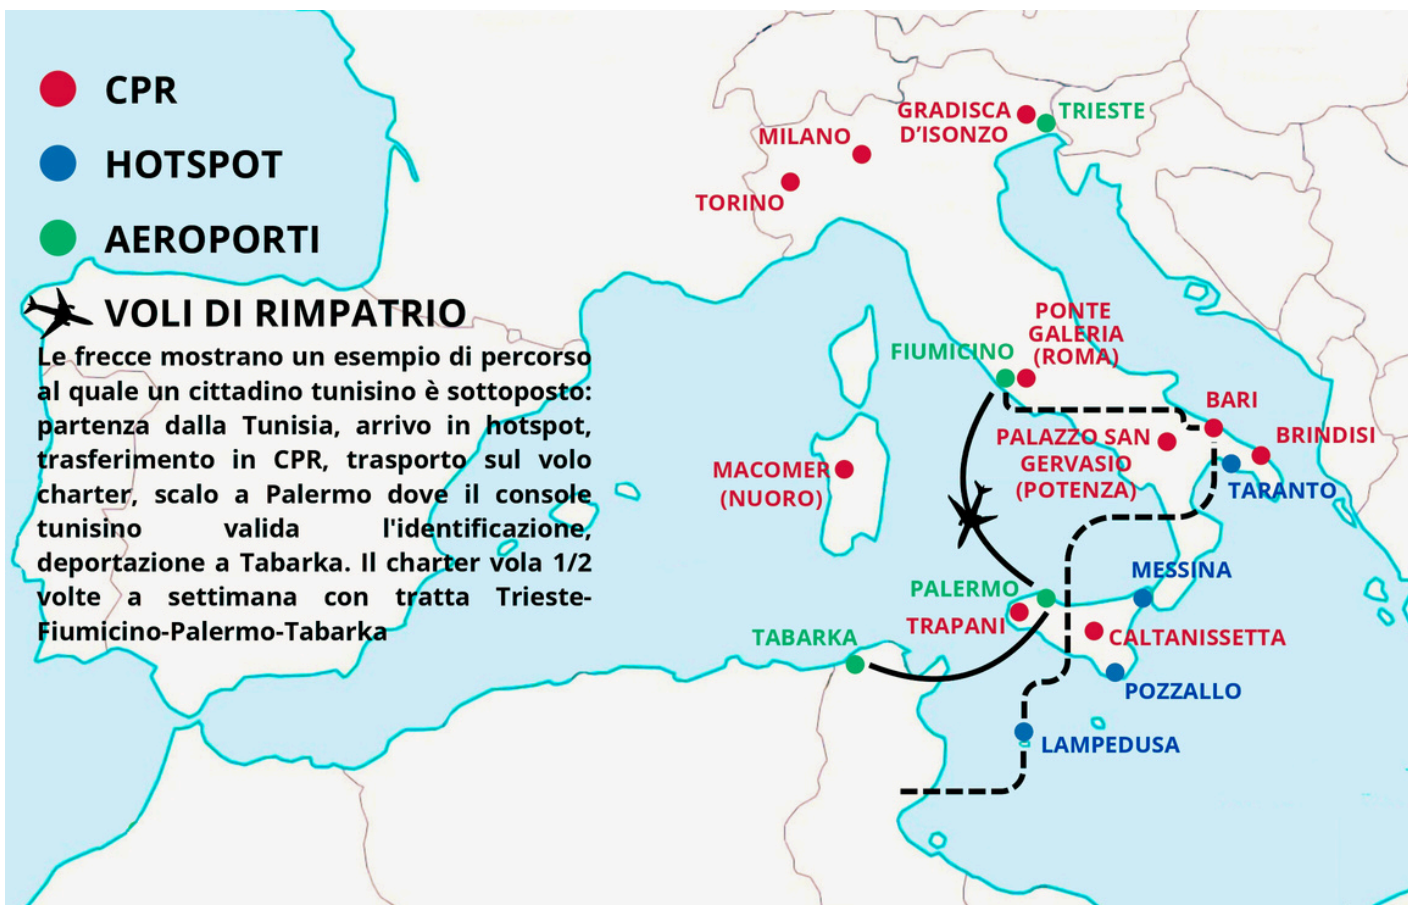 CPR
HOTSPOT
AEROPORTI
VOLI DI RIMPATRIO
Le frecce mostrano un esempio di percorso
al quale un cittadino tunisino è sottoposto:
partenza dalla Tunisia, arrivo in hotspot,
trasferimento in CPR, trasporto sul volo
charter, scalo a Palermo dove il console
tunisino valida l'identificazione,
deportazione a Tabarka. Il charter vola 1/2
volte a settimana con tratta Trieste-
Fiumicino-Palermo-Tabarka
GRADISCA
D'ISONZO
TRIESTE
MILANO
TORINO
PONTE
GALERIA
(ROMA)
FIUMICINO
BARI
BRINDISI
PALAZZO SAN
GERVASIO
(POTENZA)
TARANTO
MACOMER
(NUORO)
MESSINA
PALERMO
TRAPANI
CALTANISSETTA
TABARKA
POZZALLO
LAMPEDUSA